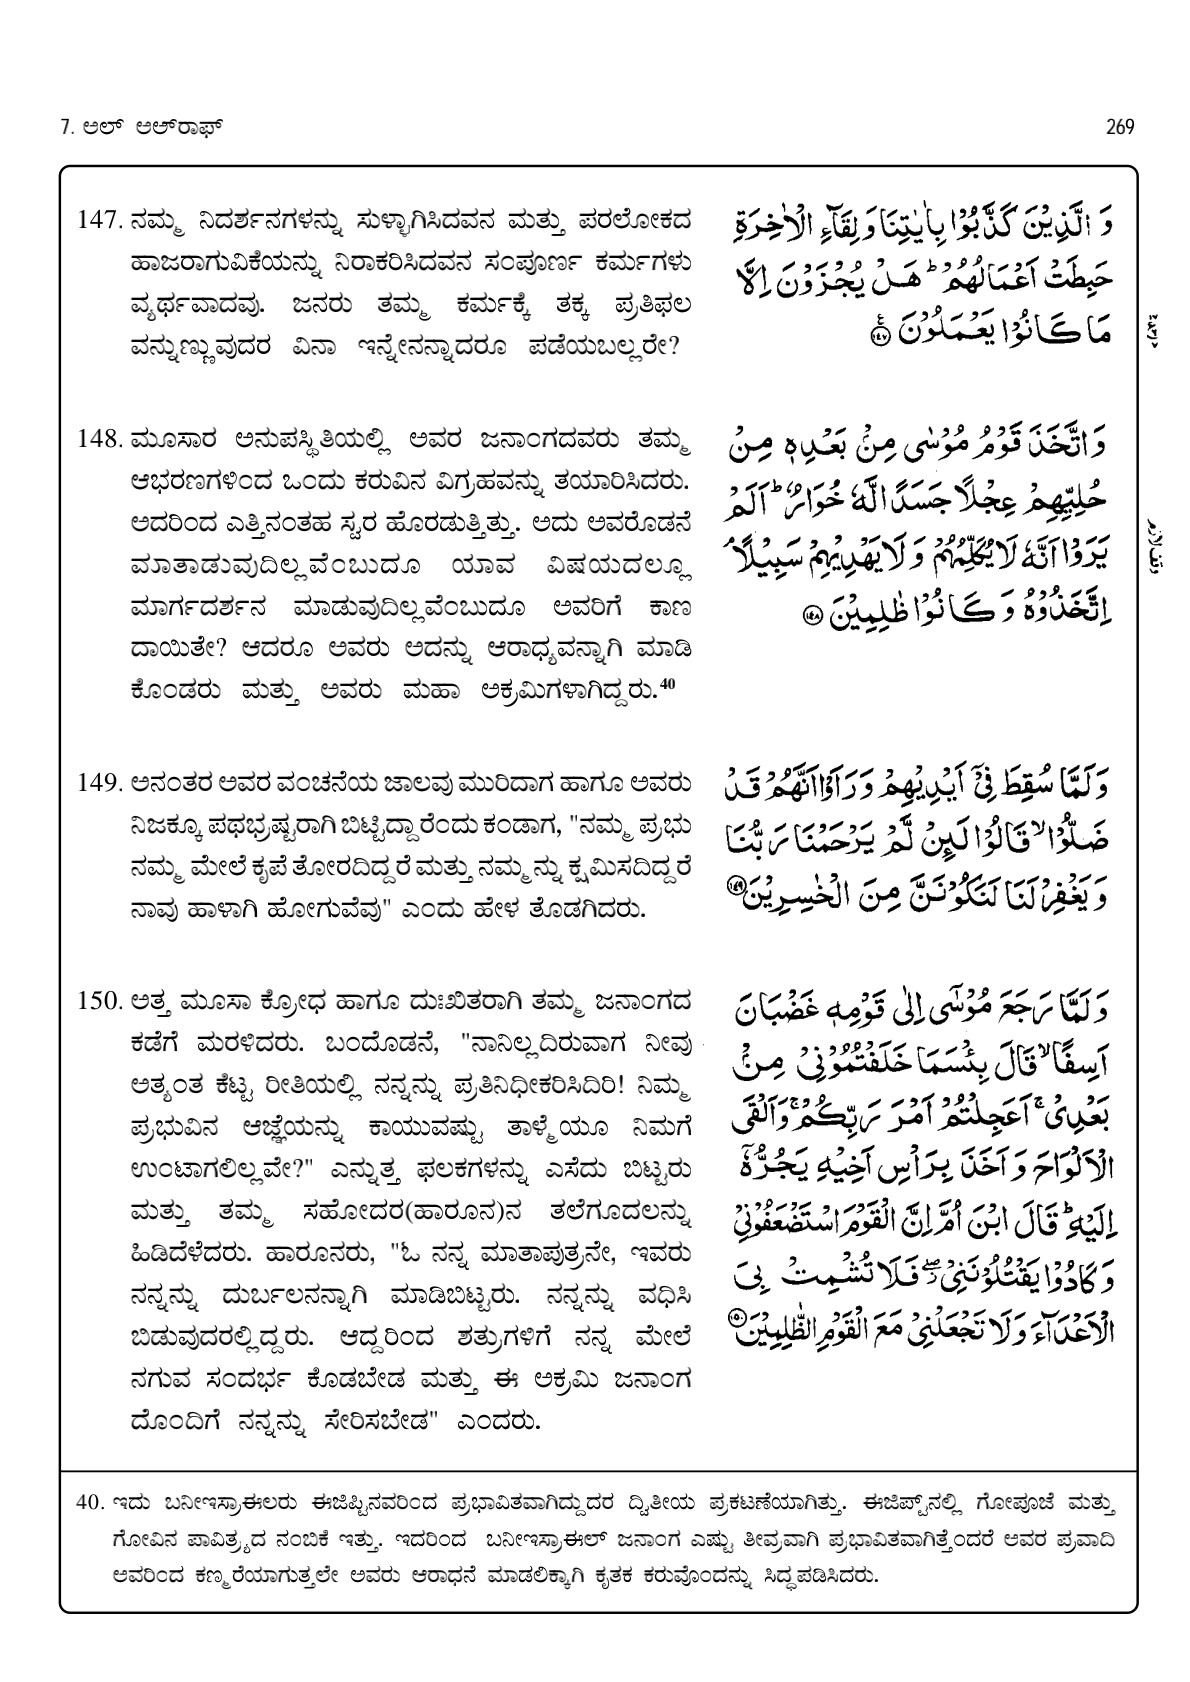 7. ಅಲ್ ಆಅ್‌ರಾಫ್
269
147. ನಮ್ಮ ನಿದರ್ಶನಗಳನ್ನು ಸುಳ್ಳಾಗಿಸಿದವನ ಮತ್ತು ಪರಲೋಕದ
ಹಾಜರಾಗುವಿಕೆಯನ್ನು ನಿರಾಕರಿಸಿದವನ ಸಂಪೂರ್ಣ ಕರ್ಮಗಳು
ವ್ಯರ್ಥವಾದವು. ಜನರು ತಮ್ಮ ಕರ್ಮಕ್ಕೆ ತಕ್ಕ ಪ್ರತಿಫಲ
ವನ್ನುಣ್ಣುವುದರ ವಿನಾ ಇನ್ನೇನನ್ನಾದರೂ ಪಡೆಯಬಲ್ಲರೇ?
وَ الَّذِيْنَ كَذَّبُوْا بِاٰيٰتِنَا وَ لِقَآءِ الْاٰخِرَةِ
حَبِطَتْ اَعْمَالُهُمْ ؕ هَلْ يُجْزَوْنَ اِلَّا
مَا كَانُوْا يَعْمَلُوْنَ ﴿۱۴۷﴾
148. ಮೂಸಾರ ಅನುಪಸ್ಥಿತಿಯಲ್ಲಿ ಅವರ ಜನಾಂಗದವರು ತಮ್ಮ
ಆಭರಣಗಳಿಂದ ಒಂದು ಕರುವಿನ ವಿಗ್ರಹವನ್ನು ತಯಾರಿಸಿದರು.
ಅದರಿಂದ ಎತ್ತಿನಂತಹ ಸ್ವರ ಹೊರಡುತ್ತಿತ್ತು. ಅದು ಅವರೊಡನೆ
ಮಾತಾಡುವುದಿಲ್ಲವೆಂಬುದೂ ಯಾವ ವಿಷಯದಲ್ಲೂ
ಮಾರ್ಗದರ್ಶನ ಮಾಡುವುದಿಲ್ಲವೆಂಬುದೂ ಅವರಿಗೆ ಕಾಣ
ದಾಯಿತೇ? ಆದರೂ ಅವರು ಅದನ್ನು ಆರಾಧ್ಯವನ್ನಾಗಿ ಮಾಡಿ
ಕೊಂಡರು ಮತ್ತು ಅವರು ಮಹಾ ಅಕ್ರಮಿಗಳಾಗಿದ್ದರು.40
وَ اتَّخَذَ قَوْمُ مُوْسٰى مِنْۢ بَعْدِهٖ مِنْ
حُلِيِّهِمْ عِجْلًا جَسَدًا لَّهٗ خُوَارٌ ؕ اَلَمْ
يَرَوْا اَنَّهٗ لَا يُكَلِّمُهُمْ وَ لَا يَهْدِيْهِمْ سَبِيْلًا ۘ
اِتَّخَذُوْهُ وَ كَانُوْا ظٰلِمِيْنَ ﴿۱۴۸﴾
وقف لازم
149. ಅನಂತರ ಅವರ ವಂಚನೆಯ ಜಾಲವು ಮುರಿದಾಗ ಹಾಗೂ ಅವರು
ನಿಜಕ್ಕೂ ಪಥಭ್ರಷ್ಟರಾಗಿ ಬಿಟ್ಟಿದ್ದಾರೆಂದು ಕಂಡಾಗ, "ನಮ್ಮ ಪ್ರಭು
ನಮ್ಮ ಮೇಲೆ ಕೃಪೆ ತೋರದಿದ್ದರೆ ಮತ್ತು ನಮ್ಮನ್ನು ಕ್ಷಮಿಸದಿದ್ದರೆ
ನಾವು ಹಾಳಾಗಿ ಹೋಗುವೆವು" ಎಂದು ಹೇಳ ತೊಡಗಿದರು.
وَ لَمَّا سُقِطَ فِيْۤ اَيْدِيْهِمْ وَ رَاَوْا اَنَّهُمْ قَدْ
ضَلُّوْا ۙ قَالُوْا لَئِنْ لَّمْ يَرْحَمْنَا رَبُّنَا
وَ يَغْفِرْ لَنَا لَنَكُوْنَنَّ مِنَ الْخٰسِرِيْنَ ﴿۱۴۹﴾
150. ಅತ್ತ ಮೂಸಾ ಕ್ರೋಧ ಹಾಗೂ ದುಃಖಿತರಾಗಿ ತಮ್ಮ ಜನಾಂಗದ
ಕಡೆಗೆ ಮರಳಿದರು. ಬಂದೊಡನೆ, "ನಾನಿಲ್ಲದಿರುವಾಗ ನೀವು
ಅತ್ಯಂತ ಕೆಟ್ಟ ರೀತಿಯಲ್ಲಿ ನನ್ನನ್ನು ಪ್ರತಿನಿಧೀಕರಿಸಿದಿರಿ! ನಿಮ್ಮ
ಪ್ರಭುವಿನ ಆಜ್ಞೆಯನ್ನು ಕಾಯುವಷ್ಟು ತಾಳ್ಮೆಯೂ ನಿಮಗೆ
ಉಂಟಾಗಲಿಲ್ಲವೇ?" ಎನ್ನುತ್ತ ಫಲಕಗಳನ್ನು ಎಸೆದು ಬಿಟ್ಟರು
ಮತ್ತು ತಮ್ಮ ಸಹೋದರ(ಹಾರೂನ)ನ ತಲೆಗೂದಲನ್ನು
ಹಿಡಿದೆಳೆದರು. ಹಾರೂನರು, "ಓ ನನ್ನ ಮಾತಾಪುತ್ರನೇ, ಇವರು
ನನ್ನನ್ನು ದುರ್ಬಲನನ್ನಾಗಿ ಮಾಡಿಬಿಟ್ಟರು. ನನ್ನನ್ನು ವಧಿಸಿ
ಬಿಡುವುದರಲ್ಲಿದ್ದರು. ಆದ್ದರಿಂದ ಶತ್ರುಗಳಿಗೆ ನನ್ನ ಮೇಲೆ
ನಗುವ ಸಂದರ್ಭ ಕೊಡಬೇಡ ಮತ್ತು ಈ ಅಕ್ರಮಿ ಜನಾಂಗ
ದೊಂದಿಗೆ ನನ್ನನ್ನು ಸೇರಿಸಬೇಡ" ಎಂದರು.
وَ لَمَّا رَجَعَ مُوْسٰۤى اِلٰى قَوْمِهٖ غَضْبَانَ
اَسِفًا ۙ قَالَ بِئْسَمَا خَلَفْتُمُوْنِيْ مِنْۢ
بَعْدِيْ ۚ اَعَجِلْتُمْ اَمْرَ رَبِّكُمْ ۚ وَ اَلْقَى
الْاَلْوَاحَ وَ اَخَذَ بِرَاْسِ اَخِيْهِ يَجُرُّهٗۤ
اِلَيْهِ ؕ قَالَ ابْنَ اُمَّ اِنَّ الْقَوْمَ اسْتَضْعَفُوْنِيْ
وَ كَادُوْا يَقْتُلُوْنَنِيْ ۖ فَلَا تُشْمِتْ بِيَ
الْاَعْدَآءَ وَ لَا تَجْعَلْنِيْ مَعَ الْقَوْمِ الظّٰلِمِيْنَ ﴿۱۵۰﴾
40. ಇದು ಬನೀಇಸ್ರಾಈಲರು ಈಜಿಪ್ಟಿನವರಿಂದ ಪ್ರಭಾವಿತವಾಗಿದ್ದುದರ ದ್ವಿತೀಯ ಪ್ರಕಟಣೆಯಾಗಿತ್ತು. ಈಜಿಪ್ಟ್‌ನಲ್ಲಿ ಗೋಪೂಜೆ ಮತ್ತು
ಗೋವಿನ ಪಾವಿತ್ರ್ಯದ ನಂಬಿಕೆ ಇತ್ತು. ಇದರಿಂದ ಬನೀಇಸ್ರಾಈಲ್ ಜನಾಂಗ ಎಷ್ಟು ತೀವ್ರವಾಗಿ ಪ್ರಭಾವಿತವಾಗಿತ್ತೆಂದರೆ ಅವರ ಪ್ರವಾದಿ
ಅವರಿಂದ ಕಣ್ಮರೆಯಾಗುತ್ತಲೇ ಅವರು ಆರಾಧನೆ ಮಾಡಲಿಕ್ಕಾಗಿ ಕೃತಕ ಕರುವೊಂದನ್ನು ಸಿದ್ಧಪಡಿಸಿದರು.